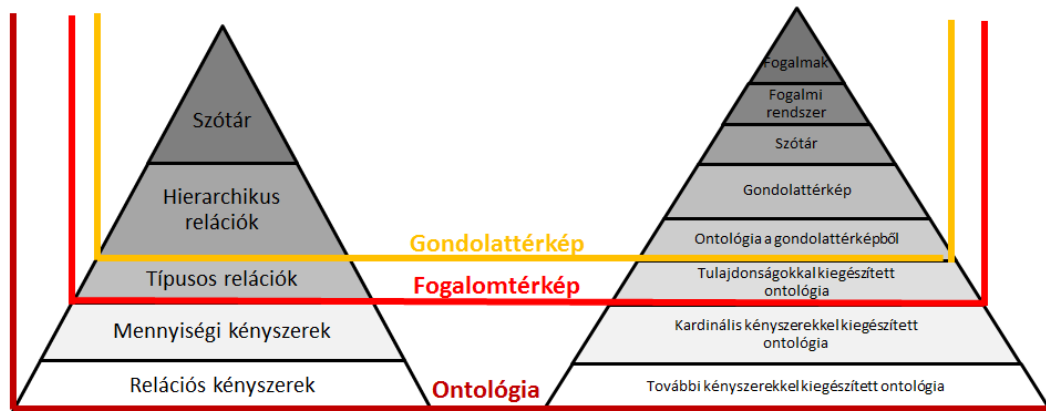 Szótár
Hierarchikus
relációk
Típusos relációk
Mennyiségi kényszerek
Relációs kényszerek
Gondolattérkép
Fogalomtérkép
Ontológia
Fogalmak
Fogalmi
rendszer
Szótár
Gondolattérkép
Ontológia a gondolattérképből
Tulajdonságokkal kiegészített
ontológia
Kardinális kényszerekkel kiegészített
ontológia
További kényszerekkel kiegészített ontológia